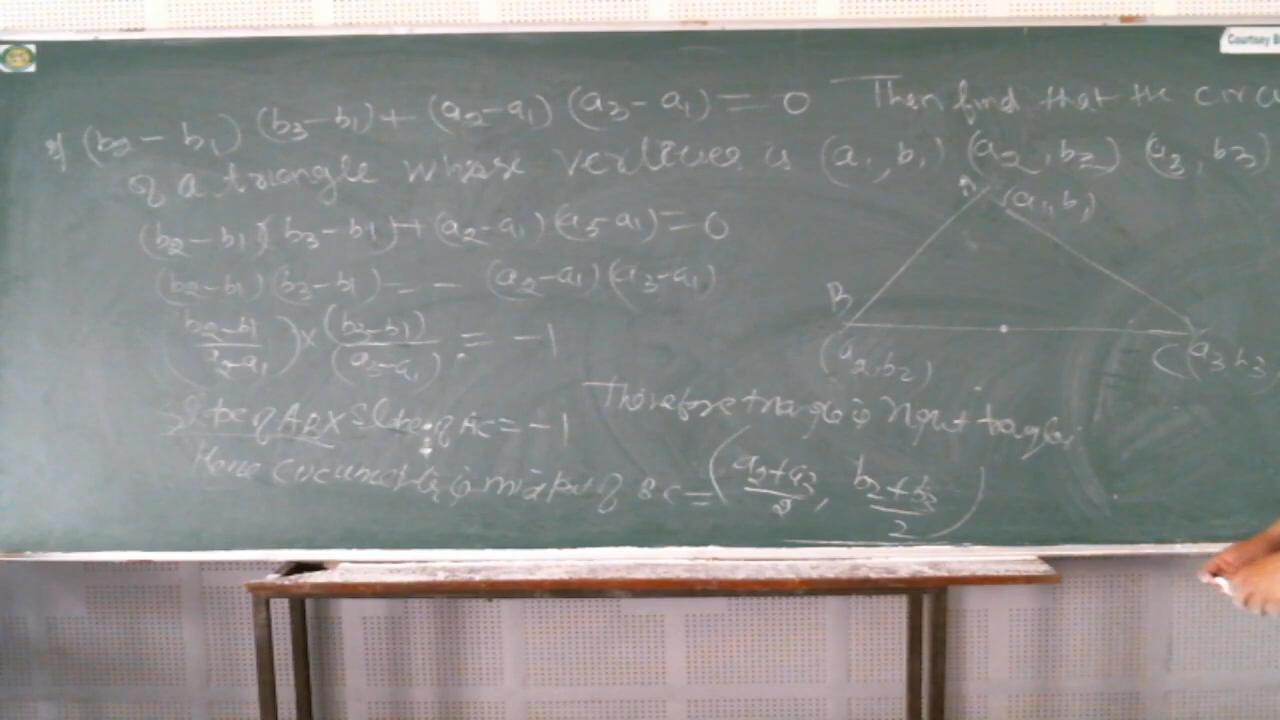 If (b2 - b1) (b3 - b1) + (a2 - a1) (a3 - a1) = 0 Then find that the circu
of a triangle whose vertices is (a1, b1) (a2, b2) (a3, b3)
A (a1, b1)
(b2 - b1) (b3 - b1) + (a2 - a1) (a3 - a1) = 0
(b2 - b1) (b3 - b1) = - (a2 - a1) (a3 - a1)
(b2 - b1 / a2 - a1) × (b3 - b1) / (a3 - a1) = -1
B (a2, b2)
C (a3, b3
Slope of AB × Slope of AC = -1 Therefore triangle is right triangle
Hence is midpoint of BC = (a2 + a3 / 2, b2 + b3 / 2)
Courtesy B